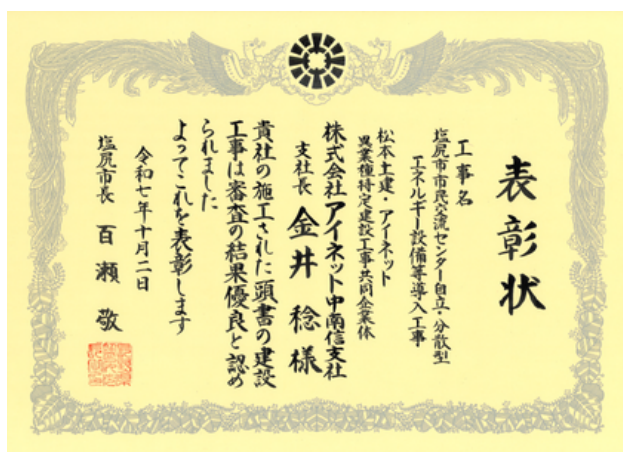 表彰状
工事名
塩尻市市民交流センター自立・分散型
エネルギー設備等導入工事
松本土建・アイネット
異業種特定建設工事共同企業体
株式会社アイネット中南信支社
支社長 金井 稔 様
貴社の施工された頭書の建設
工事は審査の結果優良と認め
られました
よってこれを表彰します
令和七年十月二日
塩尻市長 百瀬 敬